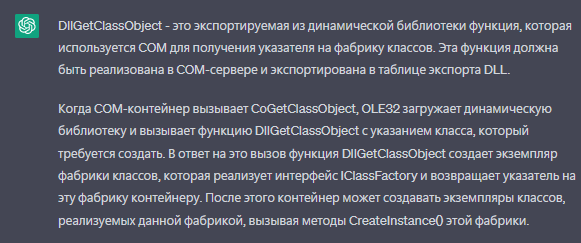 DllGetClassObject - это экспортируемая из динамической библиотеки функция, которая
используется COM для получения указателя на фабрику классов. Эта функция должна
быть реализована в COM-сервере и экспортирована в таблице экспорта DLL.
Когда COM-контейнер вызывает CoGetClassObject, OLE32 загружает динамическую
библиотеку и вызывает функцию DllGetClassObject с указанием класса, который
требуется создать. В ответ на это вызов функция DllGetClassObject создает экземпляр
фабрики классов, которая реализует интерфейс IClassFactory и возвращает указатель на
эту фабрику контейнеру. После этого контейнер может создавать экземпляры классов,
реализуемых данной фабрикой, вызывая методы CreateInstance() этой фабрики.